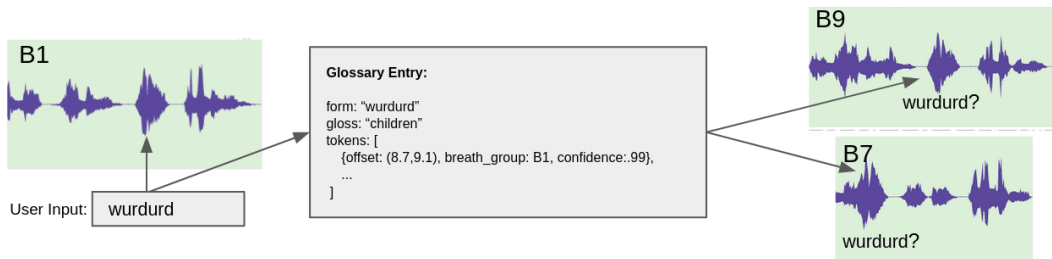 B1
User Input: wurdurd
Glossary Entry:
form: “wurdurd”
gloss: “children”
tokens: [
{offset: (8.7,9.1), breath_group: B1, confidence:.99},
...
]
B9
wurdurd?
B7
wurdurd?